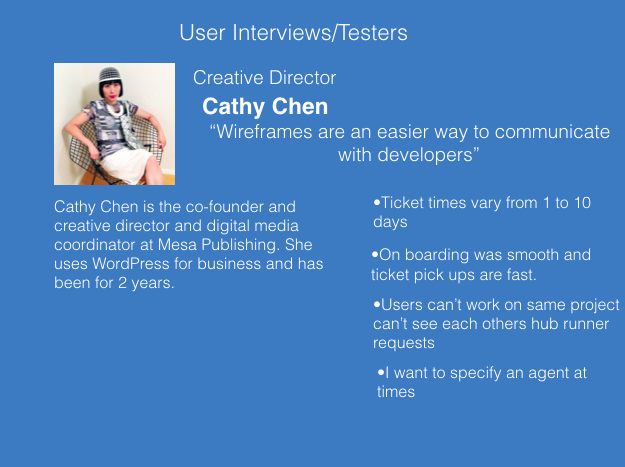 User Interviews/Testers
Creative Director
Cathy Chen
“Wireframes are an easier way to communicate
with developers”
Cathy Chen is the co-founder and
creative director and digital media
coordinator at Mesa Publishing. She
uses WordPress for business and has
been for 2 years.
•Ticket times vary from 1 to 10
days
•On boarding was smooth and
ticket pick ups are fast.
•Users can’t work on same project
can’t see each others hub runner
requests
•I want to specify an agent at
times